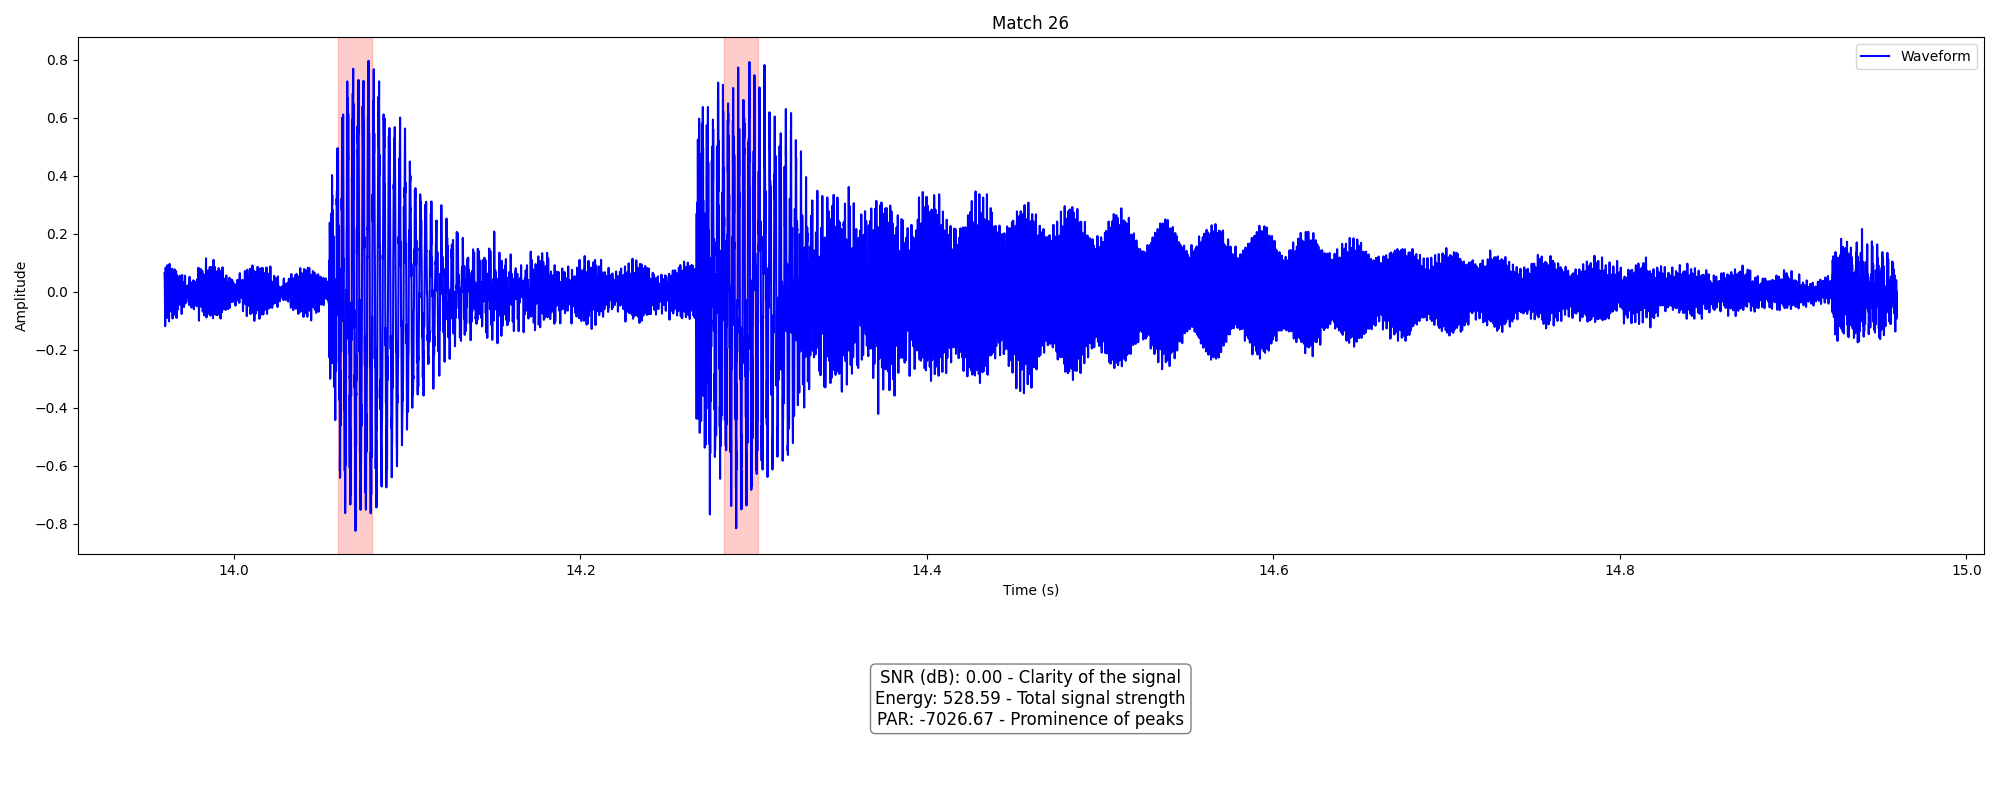 Match 26
Waveform
0.8
0.6
0.4
0.2
0.0
−0.2
−0.4
−0.6
−0.8
Amplitude
14.0 14.2 14.4 14.6 14.8 15.0
Time (s)
SNR (dB): 0.00 - Clarity of the signal
Energy: 528.59 - Total signal strength
PAR: -7026.67 - Prominence of peaks